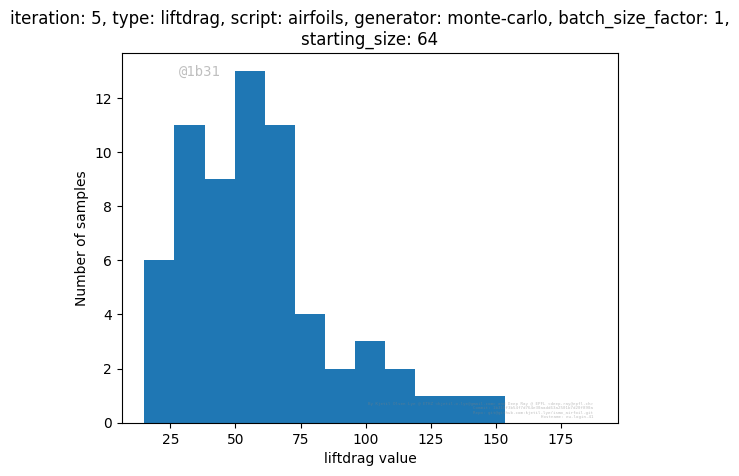 iteration: 5, type: liftdrag, script: airfoils, generator: monte-carlo, batch_size_factor: 1,
starting_size: 64
@1b31
12
10
8
6
4
2
0
Number of samples
25
50
75
100
125
150
175
liftdrag value